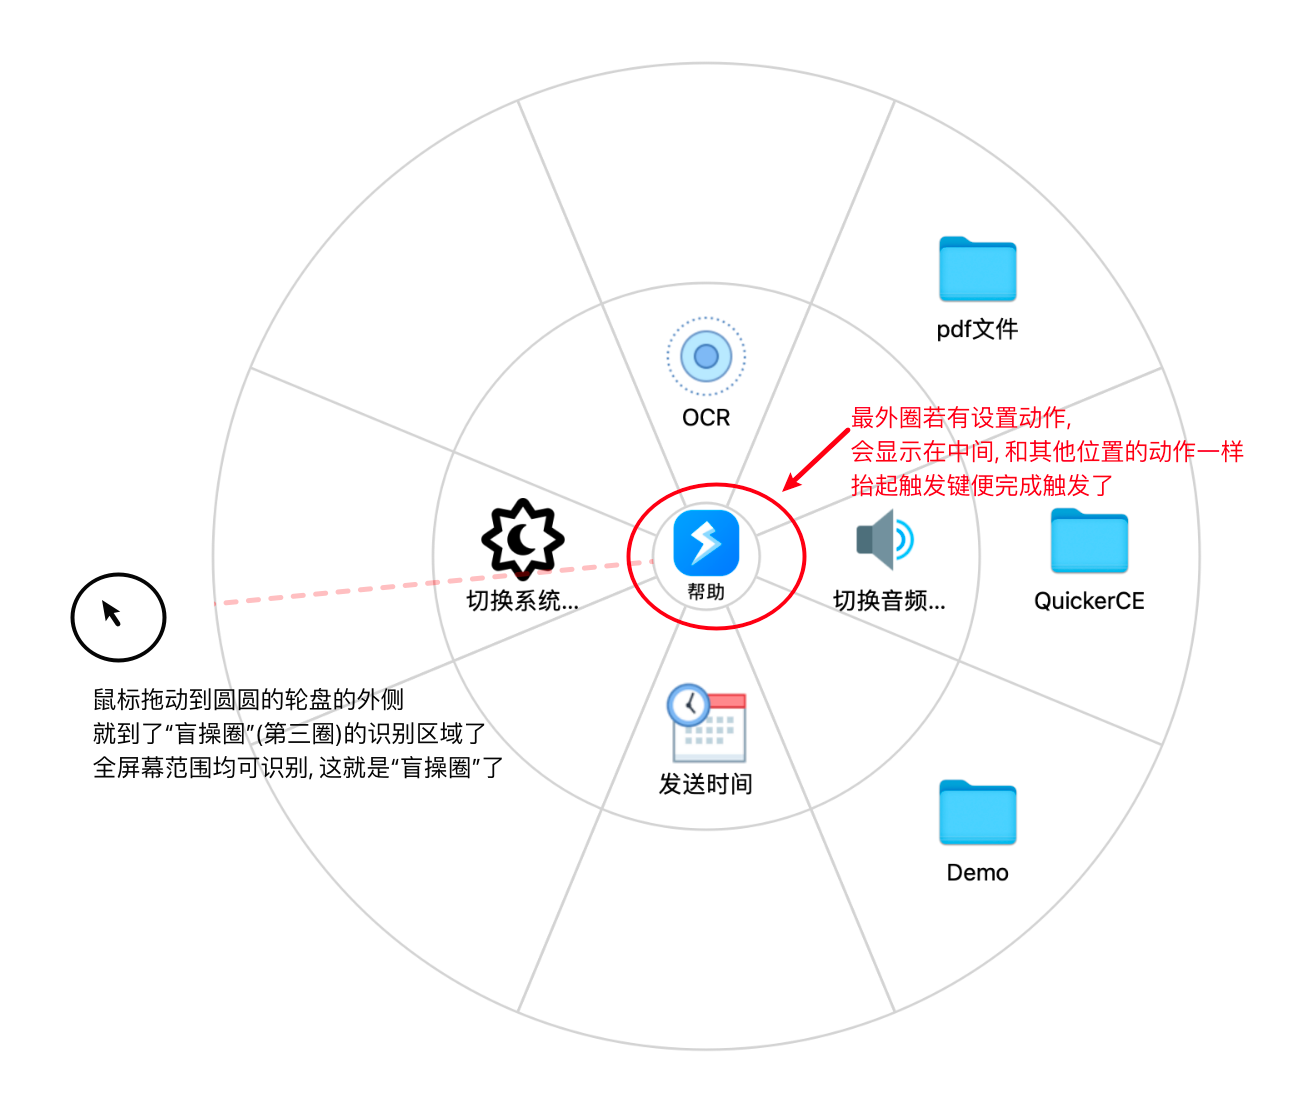 pdf文件
OCR
最外圈若有设置动作,
会显示在中间, 和其他位置的动作一样
抬起触发键便完成触发了
切换系统...
帮助
切换音频...
QuickerCE
鼠标拖动到圆圆的轮盘的外侧
就到了“盲操圈”(第三圈)的识别区域了
全屏幕范围均可识别, 这就是“盲操圈”了
发送时间
Demo